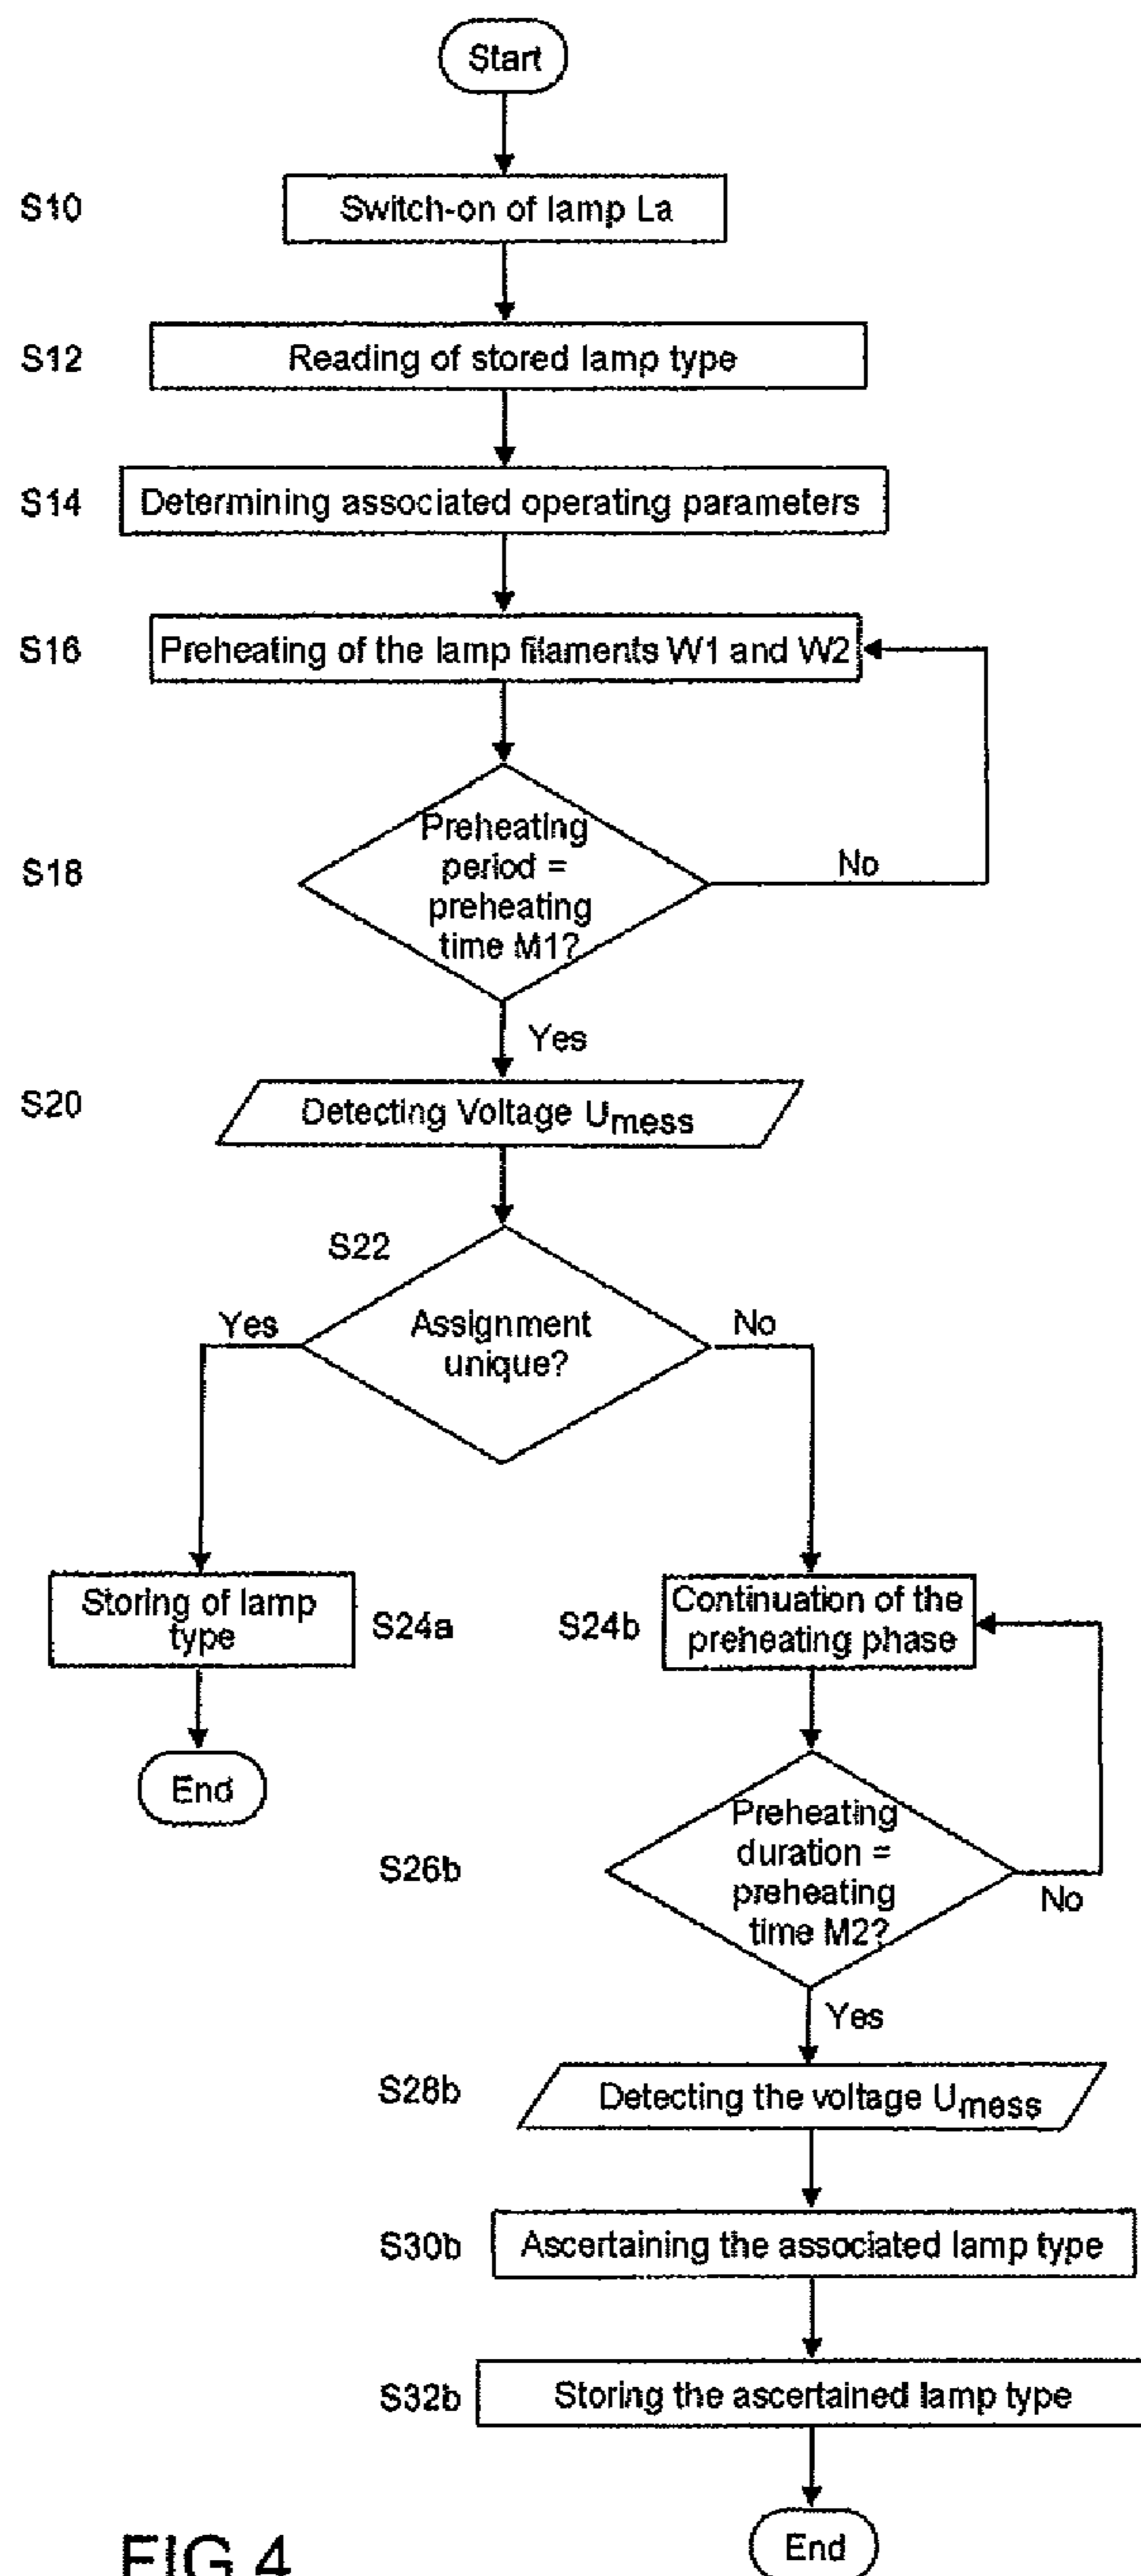 Start
S10
Switch-on of lamp La
S12
Reading of stored lamp type
S14
Determining associated operating parameters
S16
Preheating of the lamp filaments W1 and W2
S18
Preheating
period =
preheating
time M1?
No
Yes
S20
Detecting Voltage Umess
S22
Yes
Assignment
unique?
No
Storing of lamp
type
S24a
S24b
Continuation of the
preheating phase
End
S26b
Preheating
duration =
preheating
time M2?
No
Yes
S28b
Detecting the voltage Umess
S30b
Ascertaining the associated lamp type
S32b
Storing the ascertained lamp type
End
FIG 4